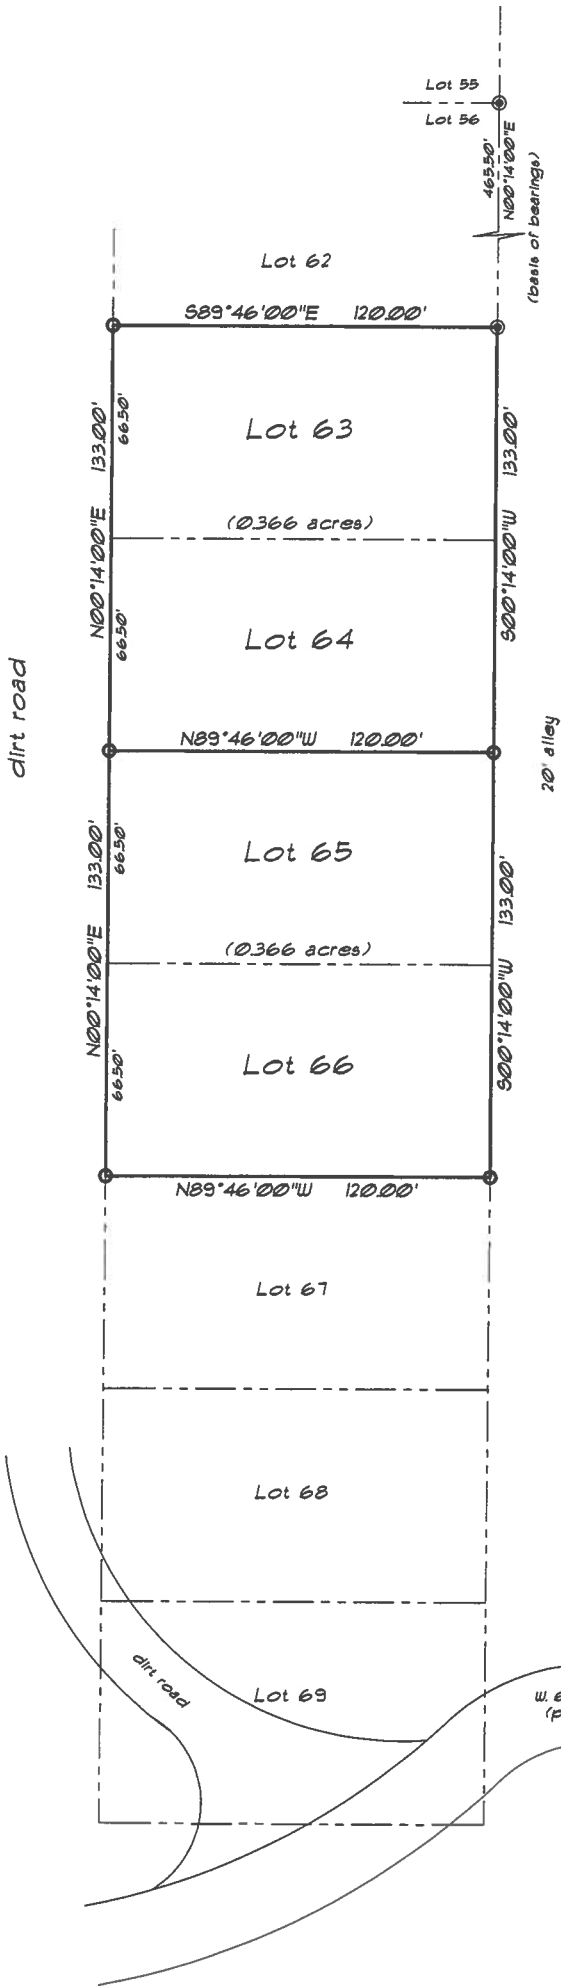 Lot 55
Lot 56
465.50'
N00°14'00"E
(basis of bearings)
Lot 62
S89°46'00"E 120.00'
Lot 63
N00°14'00"E 133.00'
66.50'
S00°14'00"W 133.00'
(0.366 acres)
Lot 64
66.50'
dirt road
N89°46'00"W 120.00'
20' alley
Lot 65
N00°14'00"E 133.00'
66.50'
S00°14'00"W 133.00'
(0.366 acres)
Lot 66
66.50'
N89°46'00"W 120.00'
Lot 67
Lot 68
dirt road
Lot 69
W.